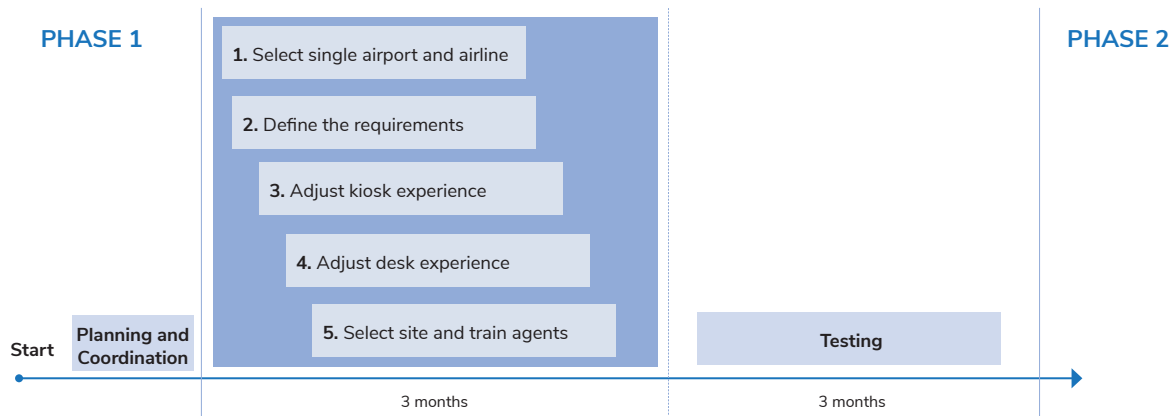 PHASE 1
PHASE 2
1. Select single airport and airline
2. Define the requirements
3. Adjust kiosk experience
4. Adjust desk experience
5. Select site and train agents
Start
Planning and
Coordination
Testing
3 months
3 months